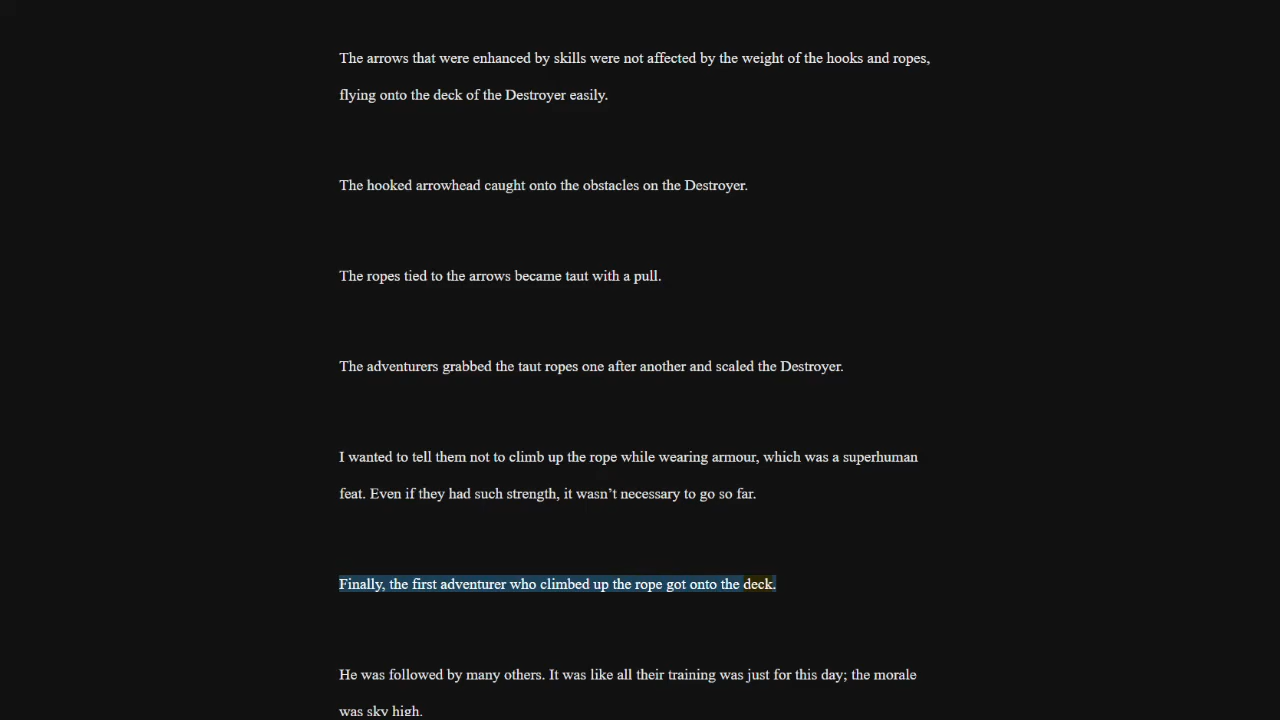 The arrows that were enhanced by skills were not affected by the weight of the hooks and ropes,
flying onto the deck of the Destroyer easily.
The hooked arrowhead caught onto the obstacles on the Destroyer.
The ropes tied to the arrows became taut with a pull.
The adventurers grabbed the taut ropes one after another and scaled the Destroyer.
I wanted to tell them not to climb up the rope while wearing armour, which was a superhuman
feat. Even if they had such strength, it wasn’t necessary to go so far.
Finally, the first adventurer who climbed up the rope got onto the deck.
He was followed by many others. It was like all their training was just for this day; the morale
was sky high.